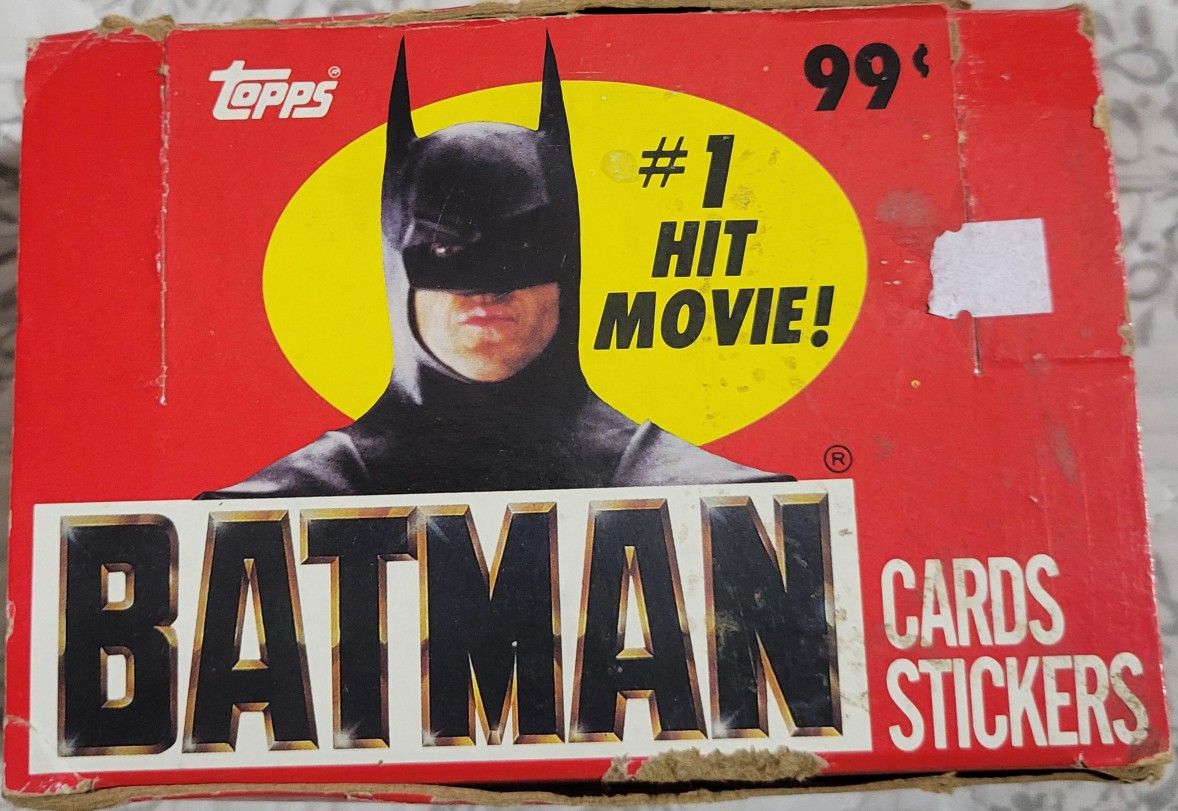 TOPPS®
99¢
#1
HIT
MOVIE!
®
BATMAN
CARDS
STICKERS